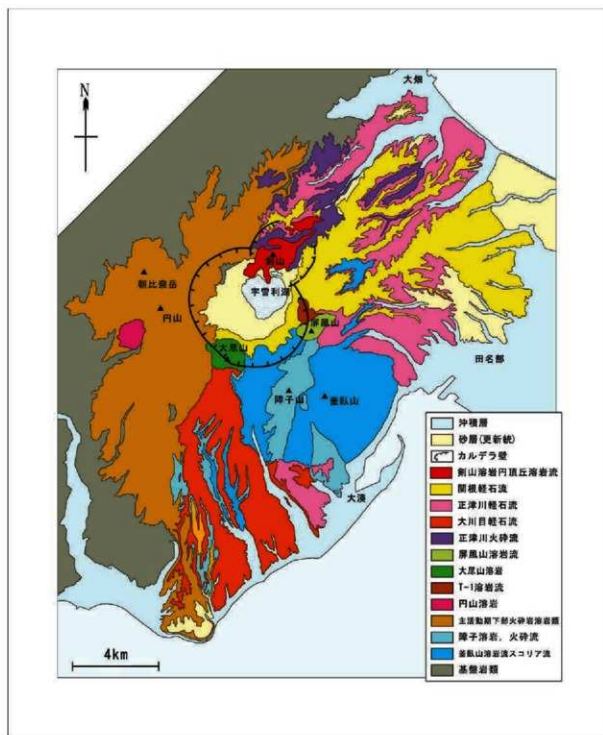 大畑
N
剣山
宇曽利湖
朝比奈岳
円山
屏風山
大尽山
田名部
障子山
釜臥山
大湊
4km
沖積層
砂層(更新統)
カルデラ壁
剣山溶岩円頂丘溶岩流
関根軽石流
正津川軽石流
大川目軽石流
正津川火砕流
屏風山溶岩流
大尽山溶岩
T-1溶岩流
円山溶岩
主活動期下部火砕岩溶岩類
障子溶岩,火砕流
釜臥山溶岩流スコリア流
基盤岩類